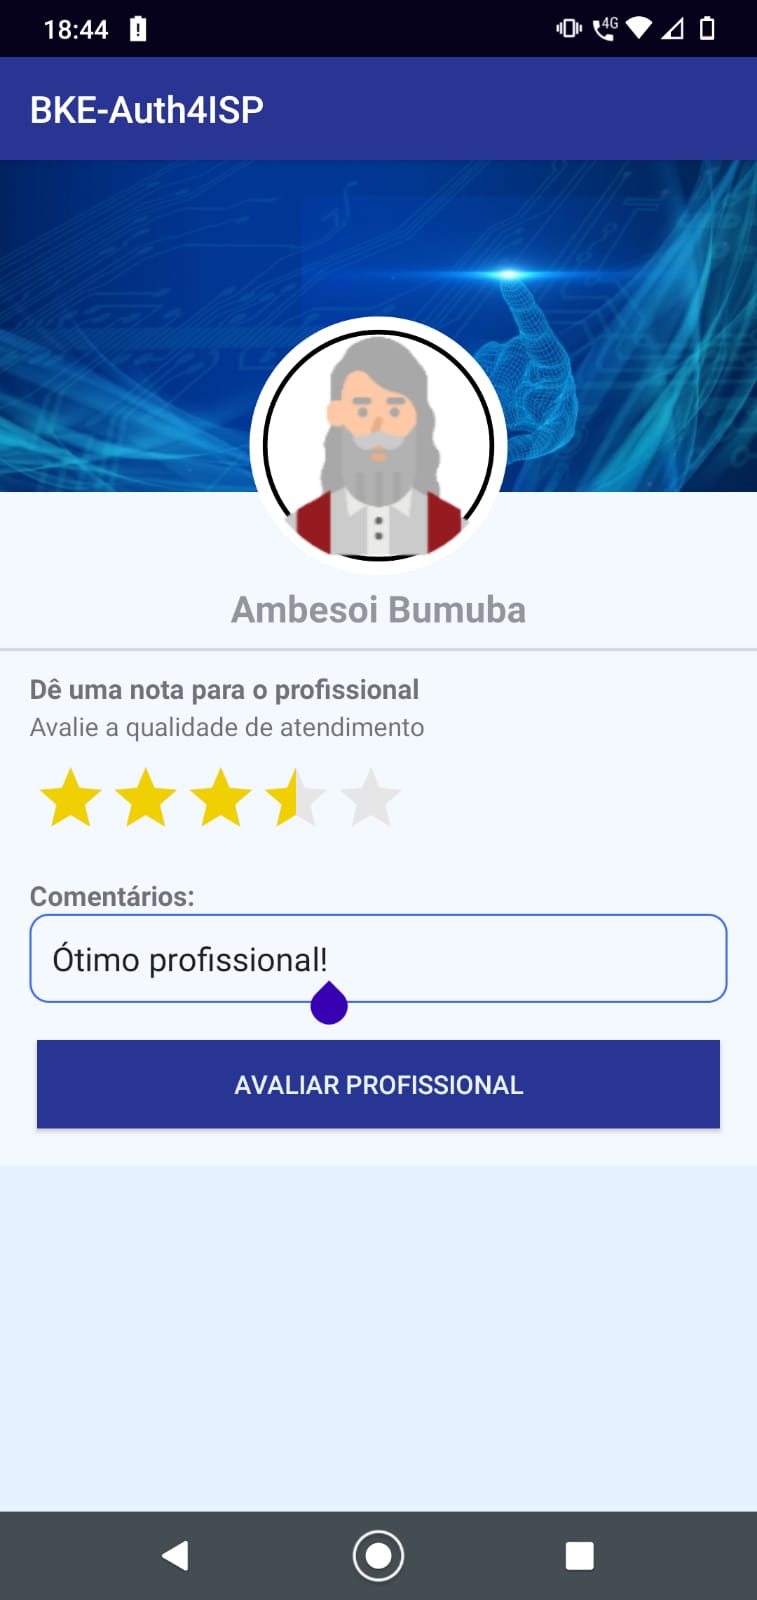 18:44
4G
BKE-Auth4ISP
Ambesoi Bumuba
Dê uma nota para o profissional
Avalie a qualidade de atendimento
Comentários:
Ótimo profissional!
AVALIAR PROFISSIONAL